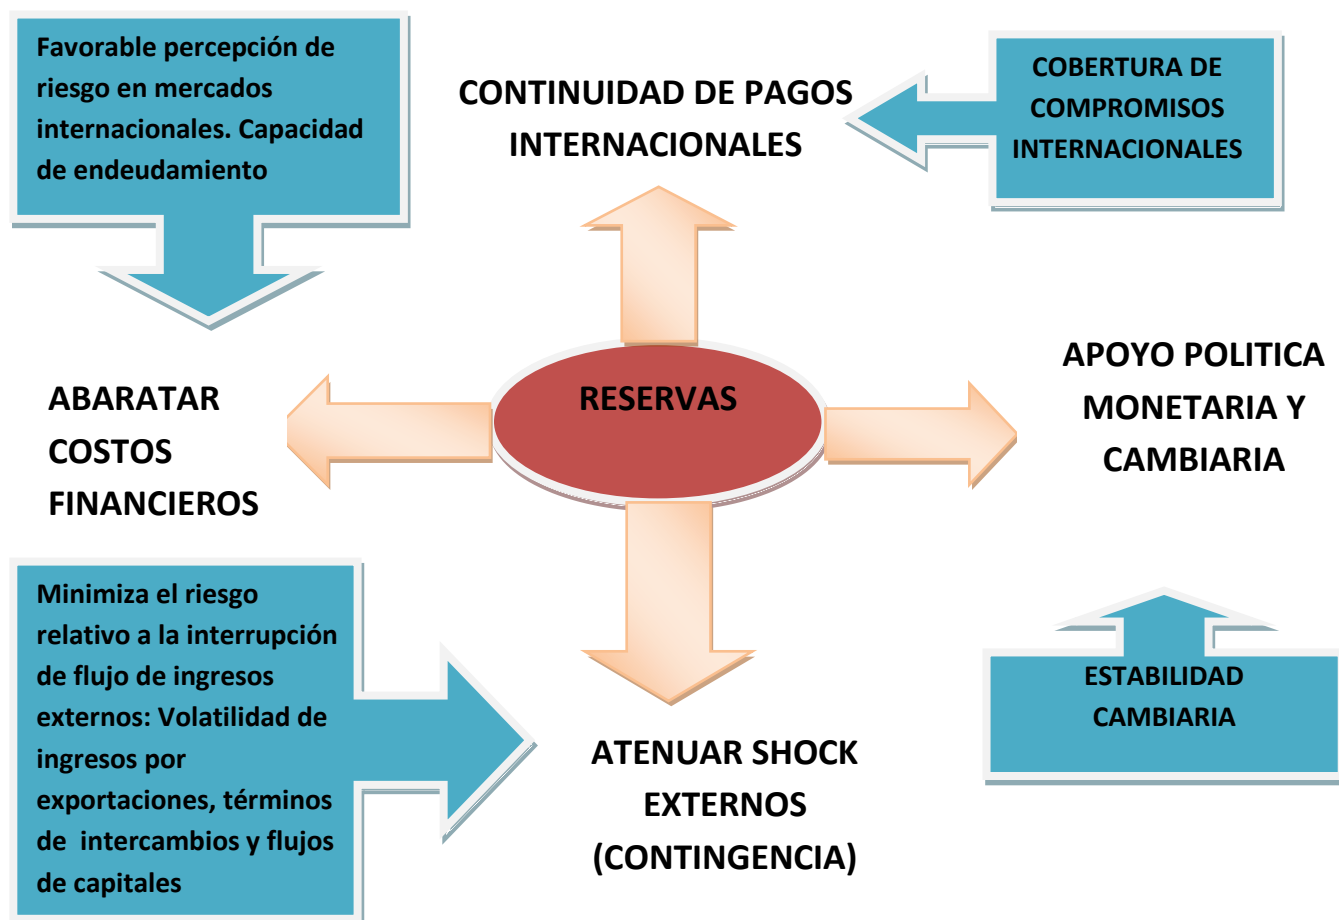 Favorable percepción de
riesgo en mercados
internacionales. Capacidad
de endeudamiento
CONTINUIDAD DE PAGOS
INTERNACIONALES
COBERTURA DE
COMPROMISOS
INTERNACIONALES
ABARATAR
COSTOS
FINANCIEROS
RESERVAS
APOYO POLITICA
MONETARIA Y
CAMBIARIA
Minimiza el riesgo
relativo a la interrupción
de flujo de ingresos
externos: Volatilidad de
ingresos por
exportaciones, términos
de intercambios y flujos
de capitales
ATENUAR SHOCK
EXTERNOS
(CONTINGENCIA)
ESTABILIDAD
CAMBIARIA